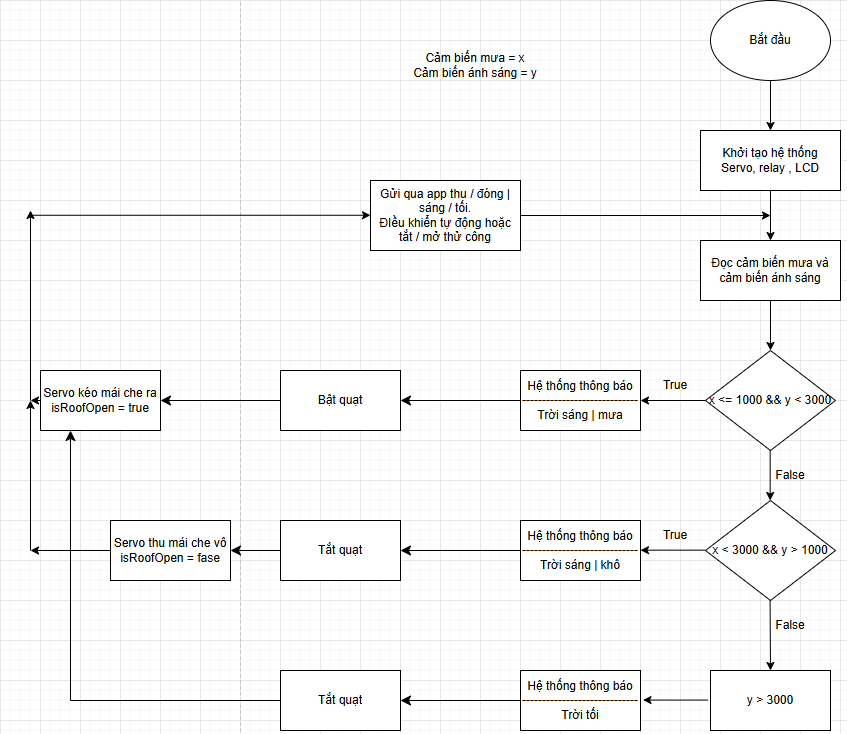 Bắt đầu
Cảm biến mưa = x
Cảm biến ánh sáng = y
Khởi tạo hệ thống
Servo, relay , LCD
Gửi qua app thu / đóng |
sáng / tối.
ĐIều khiển tự động hoặc
tắt / mở thử công
Đọc cảm biến mưa và
cảm biến ánh sáng
Servo kéo mái che ra
isRoofOpen = true
Bật quạt
Hệ thống thông báo
Trời sáng | mưa
True
x <= 1000 && y < 3000
False
Servo thu mái che vô
isRoofOpen = fase
Tắt quạt
Hệ thống thông báo
Trời sáng | khô
True
x < 3000 && y > 1000
False
Tắt quạt
Hệ thống thông báo
Trời tối
y > 3000